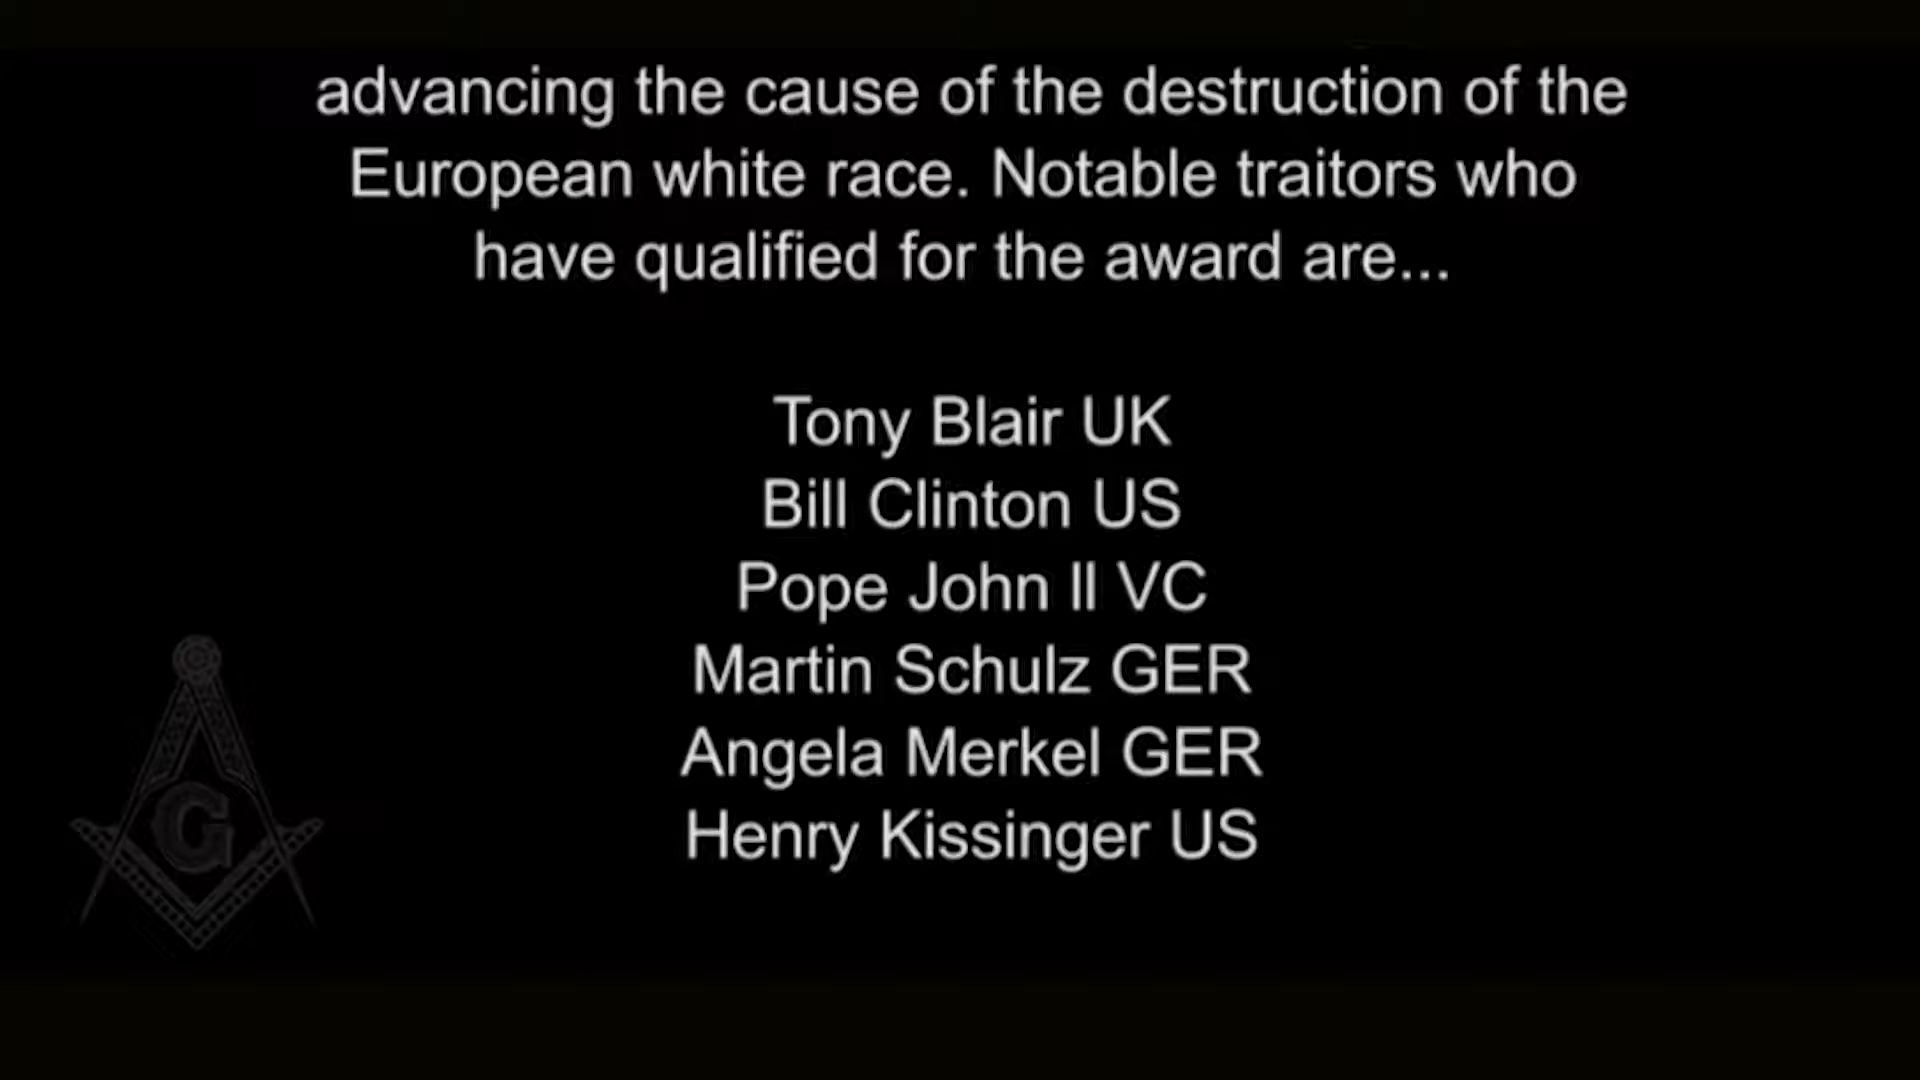 advancing the cause of the destruction of the
European white race. Notable traitors who
have qualified for the award are...
Tony Blair UK
Bill Clinton US
Pope John II VC
Martin Schulz GER
Angela Merkel GER
Henry Kissinger US
G